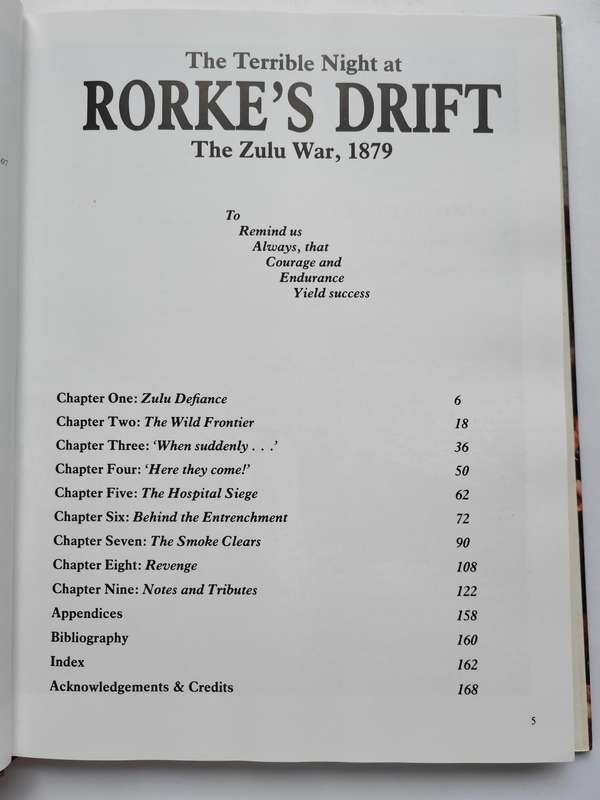 The Terrible Night at
RORKE'S DRIFT
The Zulu War, 1879
To
Remind us
Always, that
Courage and
Endurance
Yield success
Chapter One: Zulu Defiance 6
Chapter Two: The Wild Frontier 18
Chapter Three: ‘When suddenly . . .’ 36
Chapter Four: ‘Here they come!’ 50
Chapter Five: The Hospital Siege 62
Chapter Six: Behind the Entrenchment 72
Chapter Seven: The Smoke Clears 90
Chapter Eight: Revenge 108
Chapter Nine: Notes and Tributes 122
Appendices 158
Bibliography 160
Index 162
Acknowledgements & Credits 168
5